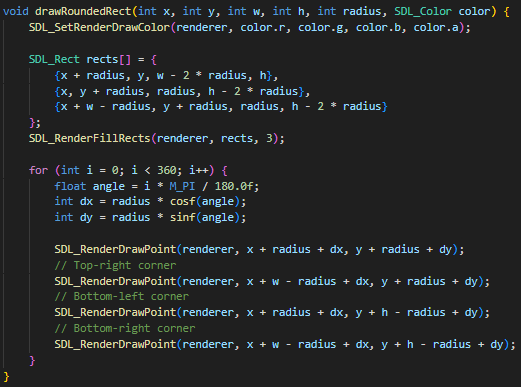 void drawRoundedRect(int x, int y, int w, int h, int radius, SDL_Color color) {
    SDL_SetRenderDrawColor(renderer, color.r, color.g, color.b, color.a);

    SDL_Rect rects[] = {
        {x + radius, y, w - 2 * radius, h},
        {x, y + radius, radius, h - 2 * radius},
        {x + w - radius, y + radius, radius, h - 2 * radius}
    };
    SDL_RenderFillRects(renderer, rects, 3);

    for (int i = 0; i < 360; i++) {
        float angle = i * M_PI / 180.0f;
        int dx = radius * cosf(angle);
        int dy = radius * sinf(angle);

        SDL_RenderDrawPoint(renderer, x + radius + dx, y + radius + dy);
        // Top-right corner
        SDL_RenderDrawPoint(renderer, x + w - radius + dx, y + radius + dy);
        // Bottom-left corner
        SDL_RenderDrawPoint(renderer, x + radius + dx, y + h - radius + dy);
        // Bottom-right corner
        SDL_RenderDrawPoint(renderer, x + w - radius + dx, y + h - radius + dy);
    }
}